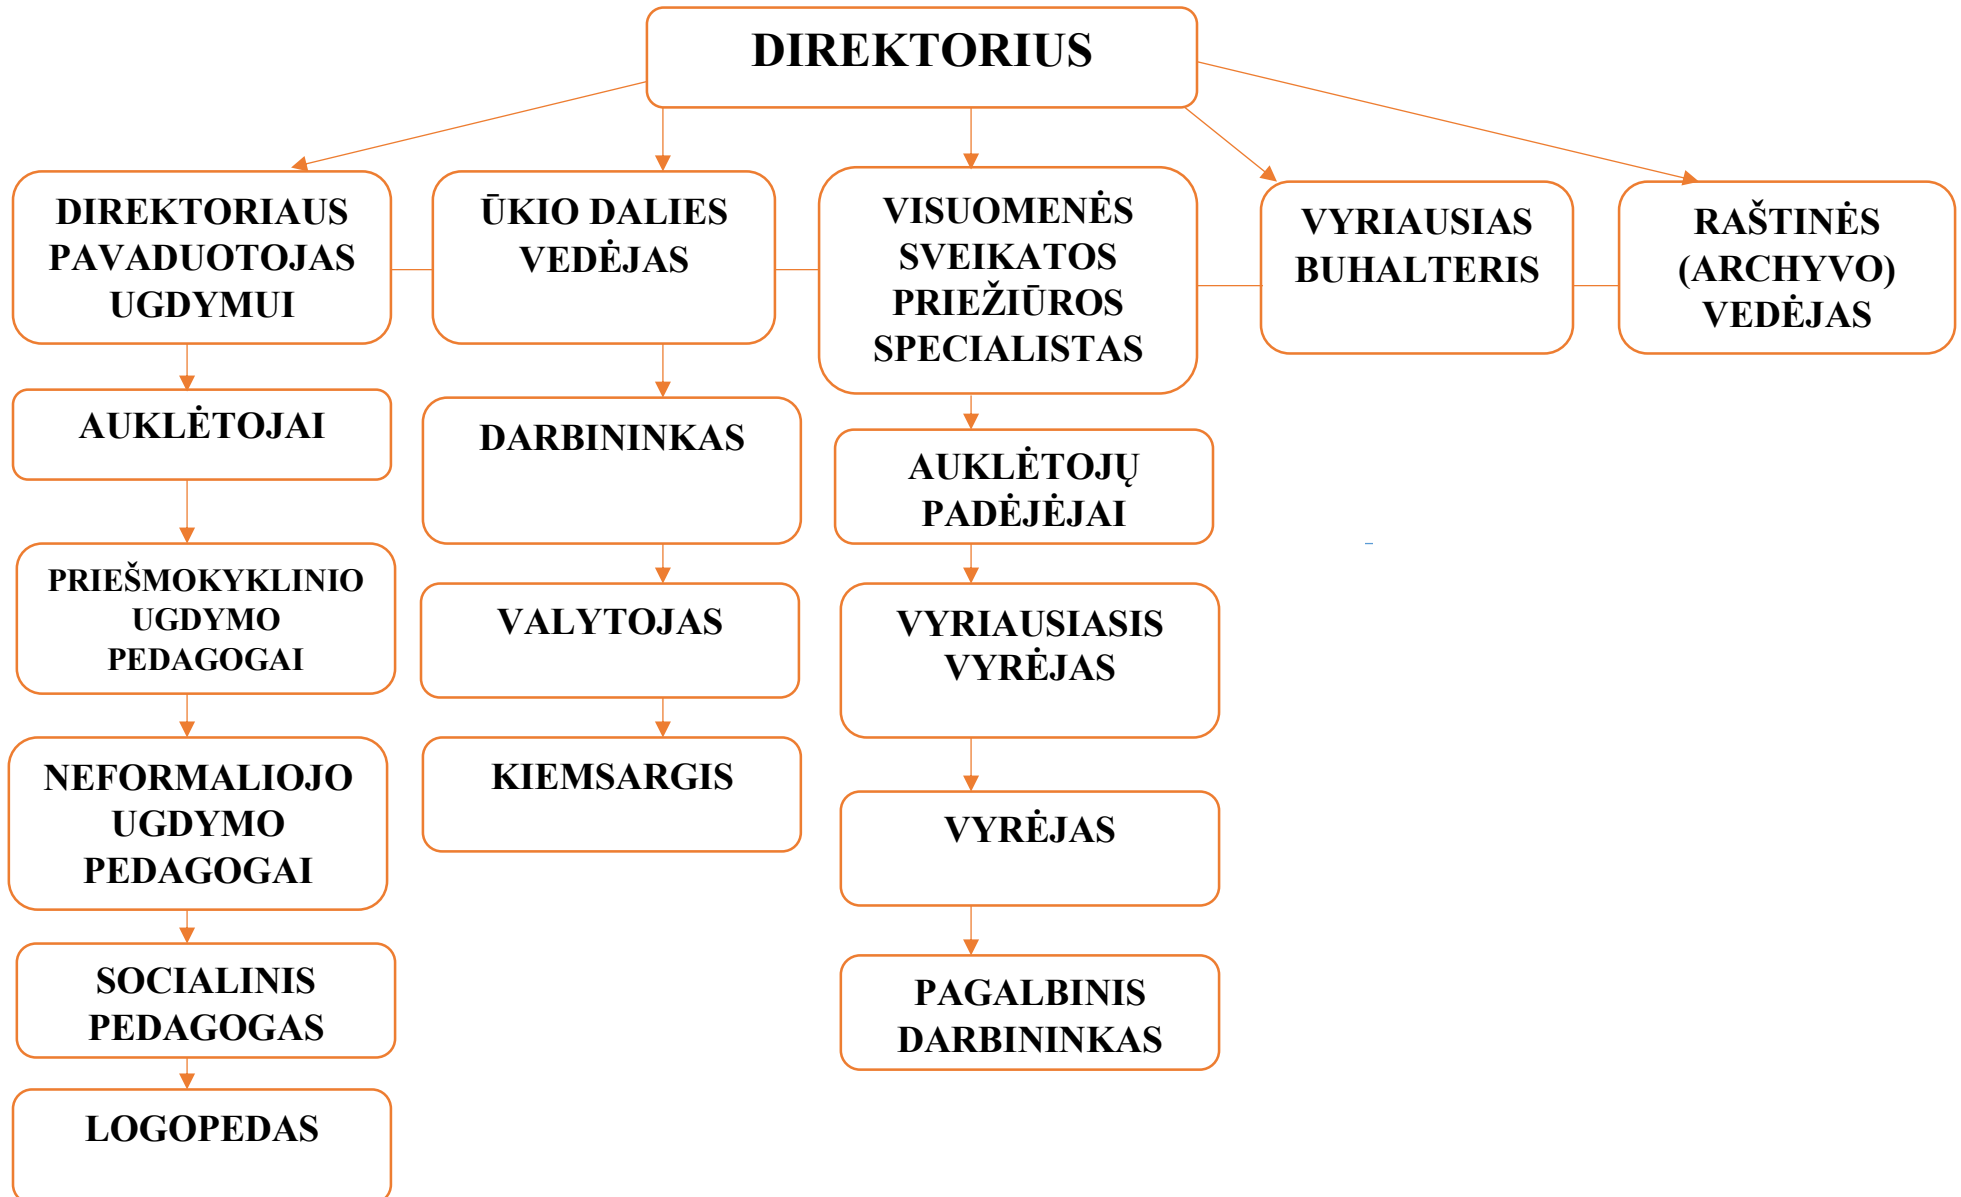 DIREKTORIUS
DIREKTORIAUS
PAVADUOTOJAS
UGDYMUI
ŪKIO DALIES
VEDĖJAS
VISUOMENĖS
SVEIKATOS
PRIEŽIŪROS
SPECIALISTAS
VYRIAUSIAS
BUHALTERIS
RAŠTINĖS
(ARCHYVO)
VEDĖJAS
AUKLĖTOJAI
PRIEŠMOKYKLINIO
UGDYMO
PEDAGOGAI
NEFORMALIOJO
UGDYMO
PEDAGOGAI
SOCIALINIS
PEDAGOGAS
LOGOPEDAS
DARBININKAS
VALYTOJAS
KIEMSARGIS
AUKLĖTOJŲ
PADĖJĖJAI
VYRIAUSIASIS
VYRĖJAS
VYRĖJAS
PAGALBINIS
DARBININKAS